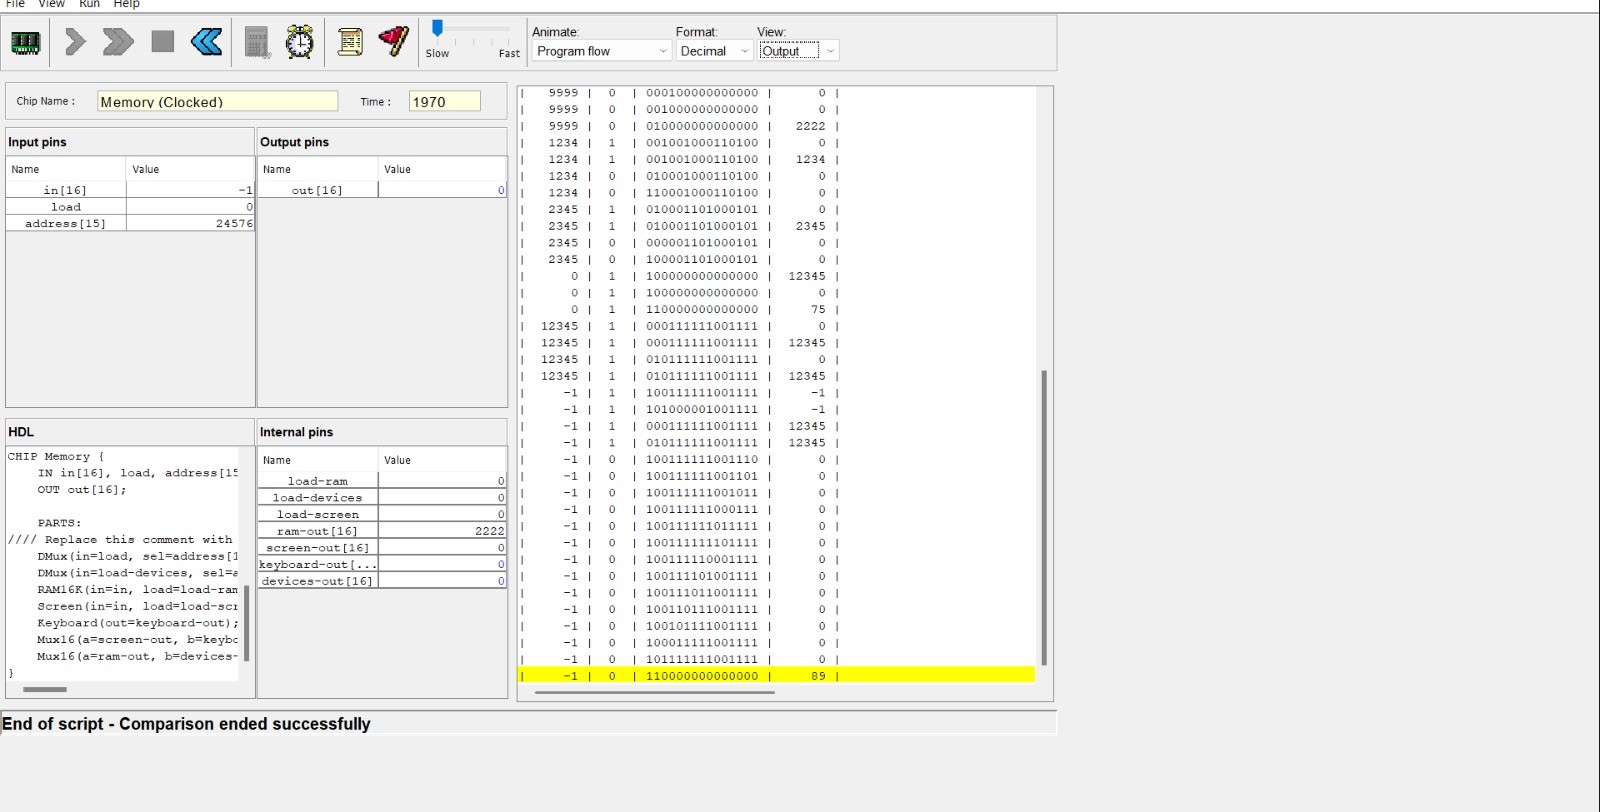 File View Run Help
Animate: Format: View:
Slow Fast Program flow Decimal Output
Chip Name : Memory (Clocked) Time : 1970
Input pins
Name Value
in[16] -1
load 0
address[15] 24576
Output pins
Name Value
out[16] 0
HDL
CHIP Memory {
IN in[16], load, address[15
OUT out[16];
PARTS:
//// Replace this comment with
DMux(in=load, sel=address[1
DMux(in=load-devices, sel=a
RAM16K(in=in, load=load-ram
Screen(in=in, load=load-scr
Keyboard(out=keyboard-out);
Mux16(a=screen-out, b=keybo
Mux16(a=ram-out, b=devices-
}
Internal pins
Name Value
load-ram 0
load-devices 0
load-screen 0
ram-out[16] 2222
screen-out[16] 0
keyboard-out[... 0
devices-out[16] 0
| 9999 | 0 | 000100000000000 | 0 |
| 9999 | 0 | 001000000000000 | 0 |
| 9999 | 0 | 010000000000000 | 2222 |
| 1234 | 1 | 001001000110100 | 0 |
| 1234 | 1 | 001001000110100 | 1234 |
| 1234 | 0 | 010001000110100 | 0 |
| 1234 | 0 | 110001000110100 | 0 |
| 2345 | 1 | 010001101000101 | 0 |
| 2345 | 1 | 010001101000101 | 2345 |
| 2345 | 0 | 000001101000101 | 0 |
| 2345 | 0 | 100001101000101 | 0 |
| 0 | 1 | 100000000000000 | 12345 |
| 0 | 1 | 100000000000000 | 0 |
| 0 | 1 | 110000000000000 | 75 |
| 12345 | 1 | 000111111001111 | 0 |
| 12345 | 1 | 000111111001111 | 12345 |
| 12345 | 1 | 010111111001111 | 0 |
| 12345 | 1 | 010111111001111 | 12345 |
| -1 | 1 | 100111111001111 | -1 |
| -1 | 1 | 101000001001111 | -1 |
| -1 | 1 | 000111111001111 | 12345 |
| -1 | 1 | 010111111001111 | 12345 |
| -1 | 0 | 100111111001110 | 0 |
| -1 | 0 | 100111111001101 | 0 |
| -1 | 0 | 100111111001011 | 0 |
| -1 | 0 | 100111111000111 | 0 |
| -1 | 0 | 100111111011111 | 0 |
| -1 | 0 | 100111111101111 | 0 |
| -1 | 0 | 100111110001111 | 0 |
| -1 | 0 | 100111101001111 | 0 |
| -1 | 0 | 100111011001111 | 0 |
| -1 | 0 | 100110111001111 | 0 |
| -1 | 0 | 100101111001111 | 0 |
| -1 | 0 | 100011111001111 | 0 |
| -1 | 0 | 101111111001111 | 0 |
| -1 | 0 | 110000000000000 | 89 |
End of script - Comparison ended successfully